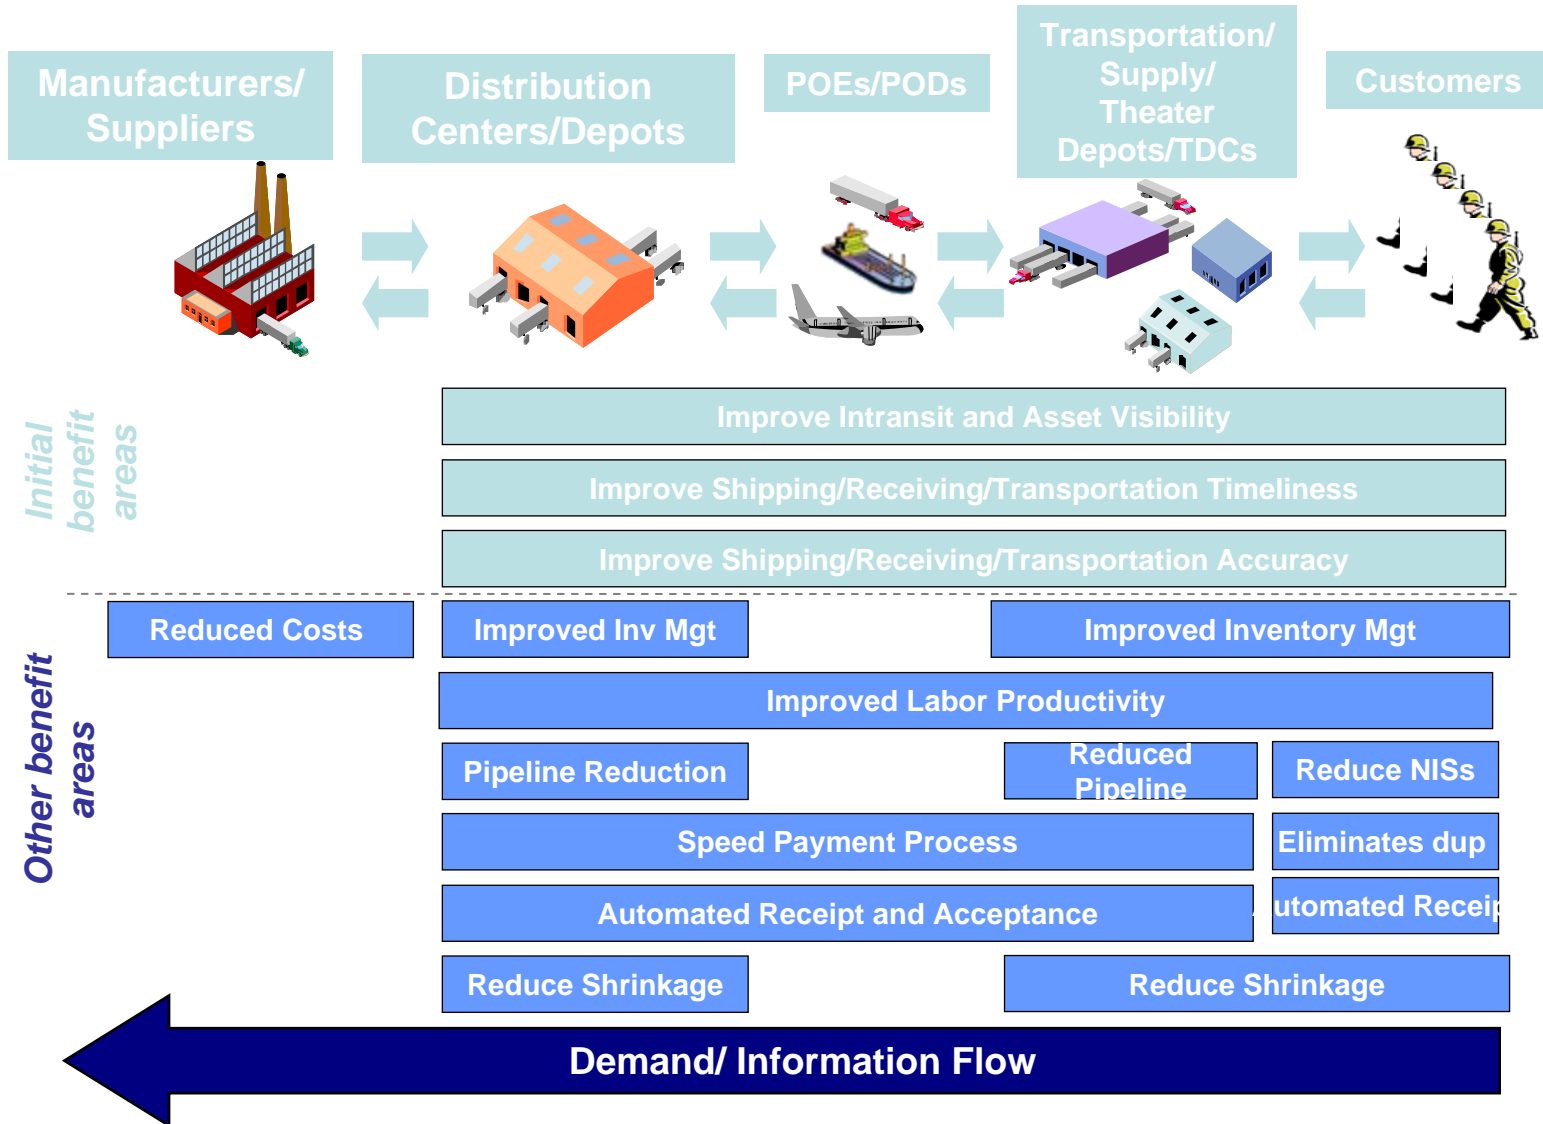 Manufacturers/
Suppliers
Distribution
Centers/Depots
POEs/PODs
Transportation/
Supply/
Theater
Depots/TDCs
Customers
Initial
benefit
areas
Improve Intransit and Asset Visibility
Improve Shipping/Receiving/Transportation Timeliness
Improve Shipping/Receiving/Transportation Accuracy
Other benefit
areas
Reduced Costs
Improved Inv Mgt
Improved Inventory Mgt
Improved Labor Productivity
Pipeline Reduction
Reduced
Pipeline
Reduce NISs
Speed Payment Process
Eliminates dup
Automated Receipt and Acceptance
Automated Receip
Reduce Shrinkage
Reduce Shrinkage
Demand/ Information Flow